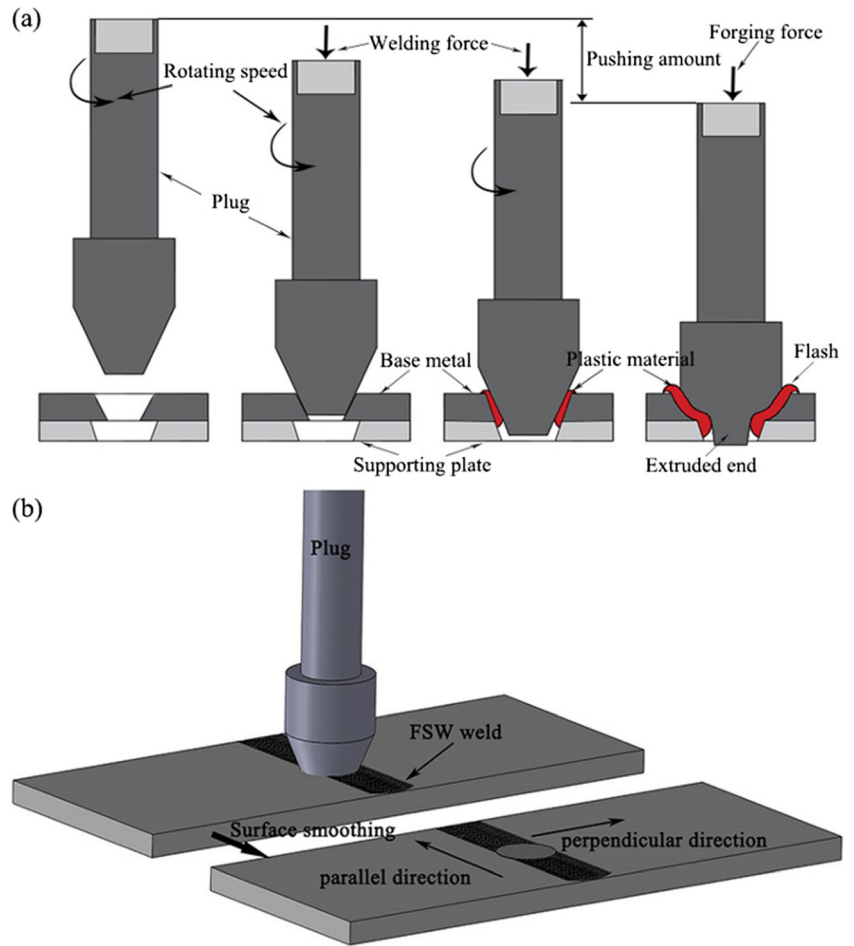 (a)
Welding force
Forging force
Pushing amount
Rotating speed
Plug
Base metal
Plastic material
Flash
Supporting plate
Extruded end
(b)
Plug
FSW weld
Surface smoothing
perpendicular direction
parallel direction